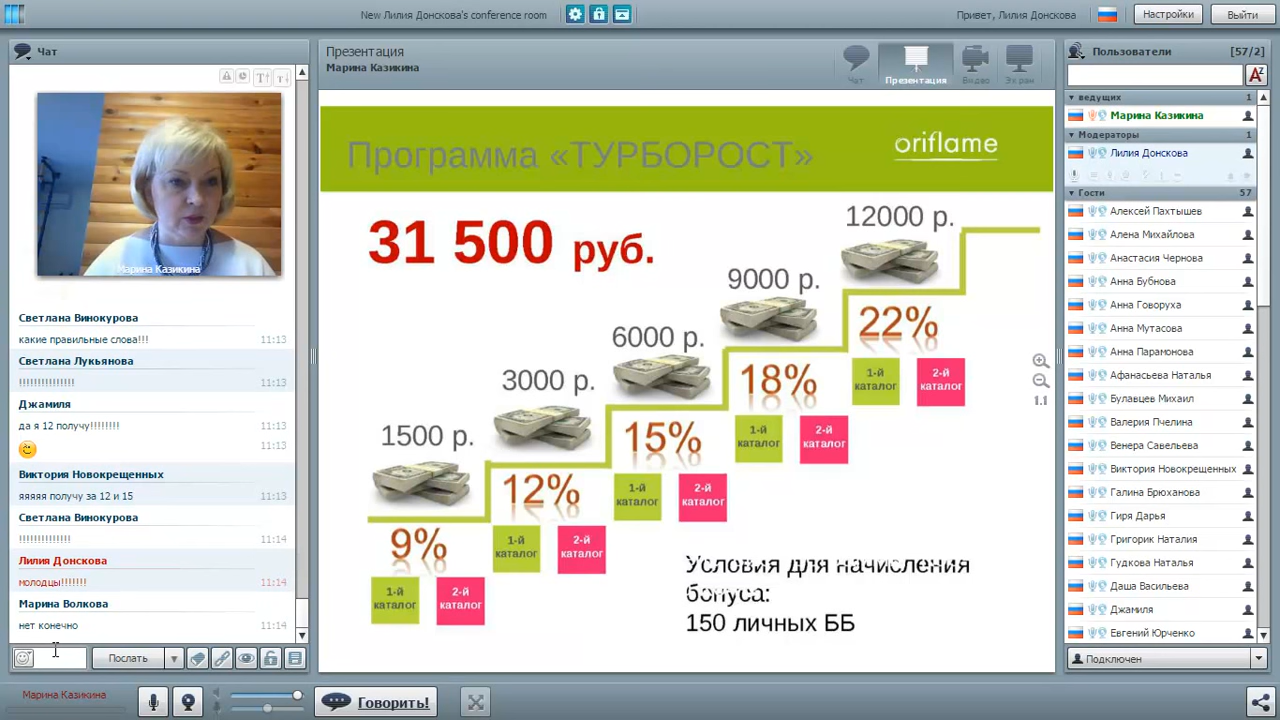 New Лилия Донскова's conference room
Привет, Лилия Донскова
Настройки
Выйти
Чат
Марина Казикина
Светлана Винокурова
какие правильные слова!!!
11:13
Светлана Лукьянова
!!!!!!!!!!!!!!!
11:13
Джамиля
да я 12 получу!!!!!!!!
11:13
11:13
Виктория Новокрещенных
яяяяя получу за 12 и 15
11:13
Светлана Винокурова
!!!!!!!!!!!!!!
11:14
Лилия Донскова
молодцы!!!!!!!
11:14
Марина Волкова
нет конечно
11:14
Послать
Марина Казикина
Говорить!
Презентация
Марина Казикина
Чат
Презентация
Видео
Экран
Программа «ТУРБОРОСТ»
oriflame
31 500 руб.
12000 р.
9000 р.
6000 р.
3000 р.
1500 р.
22%
1-й каталог
2-й каталог
18%
1-й каталог
2-й каталог
15%
1-й каталог
2-й каталог
12%
1-й каталог
2-й каталог
9%
1-й каталог
2-й каталог
Условия для начисления
бонуса:
150 личных ББ
1.1
Пользователи
[57/2]
ведущих
1
Марина Казикина
Модераторы
1
Лилия Донскова
Гости
57
Алексей Пахтышев
Алена Михайлова
Анастасия Чернова
Анна Бубнова
Анна Говоруха
Анна Мутасова
Анна Парамонова
Афанасьева Наталья
Булавцев Михаил
Валерия Пчелина
Венера Савельева
Виктория Новокрещенных
Галина Брюханова
Гиря Дарья
Григорик Наталия
Гудкова Наталья
Даша Васильева
Джамиля
Евгений Юрченко
Подключен